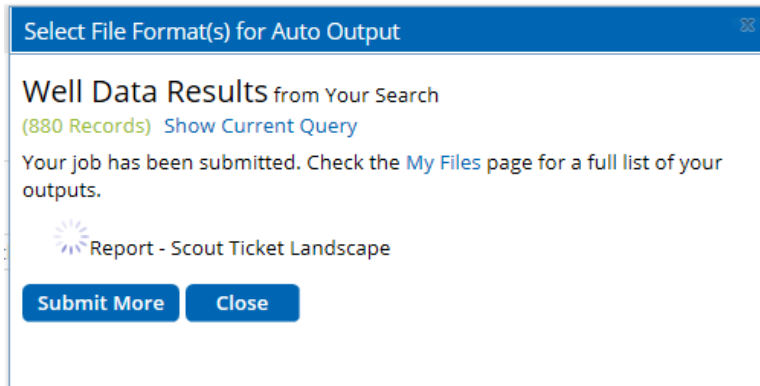 Select File Format(s) for Auto Output
Well Data Results from Your Search
(880 Records) Show Current Query
Your job has been submitted. Check the My Files page for a full list of your
outputs.
Report - Scout Ticket Landscape
Submit More Close